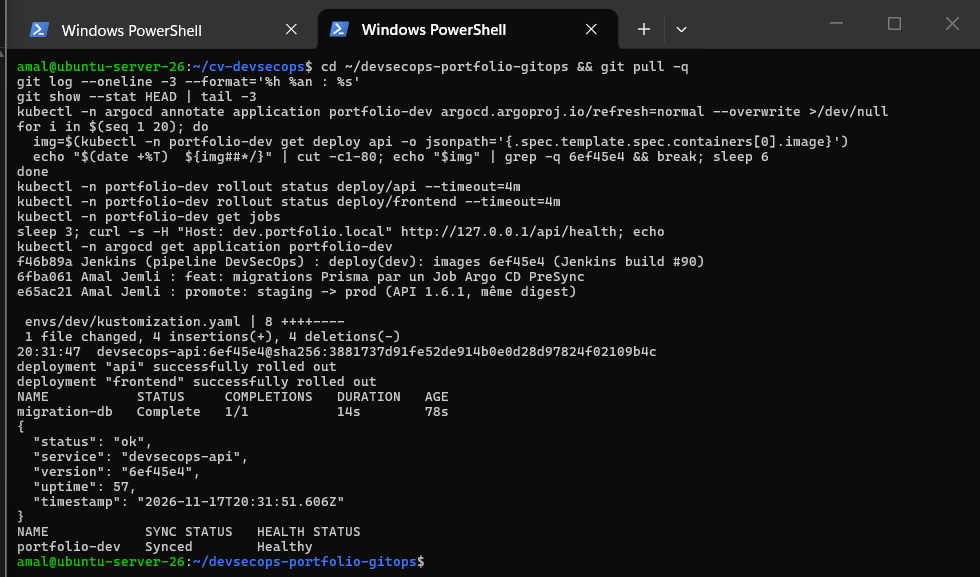 Windows PowerShell
Windows PowerShell
amal@ubuntu-server-26:~/cv-devsecops$ cd ~/devsecops-portfolio-gitops && git pull -q
git log --oneline -3 --format='%h %an : %s'
git show --stat HEAD | tail -3
kubectl -n argocd annotate application portfolio-dev argocd.argoproj.io/refresh=normal --overwrite >/dev/null
for i in $(seq 1 20); do
  img=$(kubectl -n portfolio-dev get deploy api -o jsonpath='{.spec.template.spec.containers[0].image}')
  echo "$(date +%T)  ${img##*/}" | cut -c1-80; echo "$img" | grep -q 6ef45e4 && break; sleep 6
done
kubectl -n portfolio-dev rollout status deploy/api --timeout=4m
kubectl -n portfolio-dev rollout status deploy/frontend --timeout=4m
kubectl -n portfolio-dev get jobs
sleep 3; curl -s -H "Host: dev.portfolio.local" http://127.0.0.1/api/health; echo
kubectl -n argocd get application portfolio-dev
f46b89a Jenkins (pipeline DevSecOps) : deploy(dev): images 6ef45e4 (Jenkins build #90)
6fba061 Amal Jemli : feat: migrations Prisma par un Job Argo CD PreSync
e65ac21 Amal Jemli : promote: staging -> prod (API 1.6.1, même digest)
 envs/dev/kustomization.yaml | 8 ++++----
 1 file changed, 4 insertions(+), 4 deletions(-)
20:31:47  devsecops-api:6ef45e4@sha256:3881737d91fe52de914b0e0d28d97824f02109b4c
deployment "api" successfully rolled out
deployment "frontend" successfully rolled out
NAME           STATUS     COMPLETIONS   DURATION   AGE
migration-db   Complete   1/1           14s        78s
{
  "status": "ok",
  "service": "devsecops-api",
  "version": "6ef45e4",
  "uptime": 57,
  "timestamp": "2026-11-17T20:31:51.606Z"
}
NAME            SYNC STATUS   HEALTH STATUS
portfolio-dev   Synced        Healthy
amal@ubuntu-server-26:~/devsecops-portfolio-gitops$